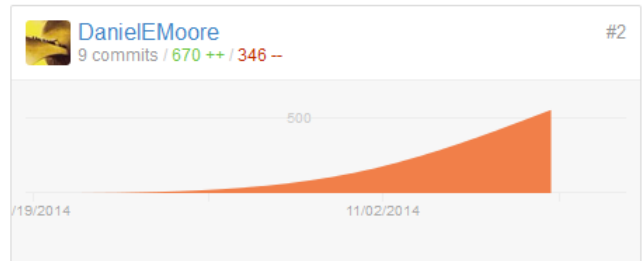 DanielEMoore
#2
9 commits / 670 ++ / 346 --
500
/19/2014
11/02/2014